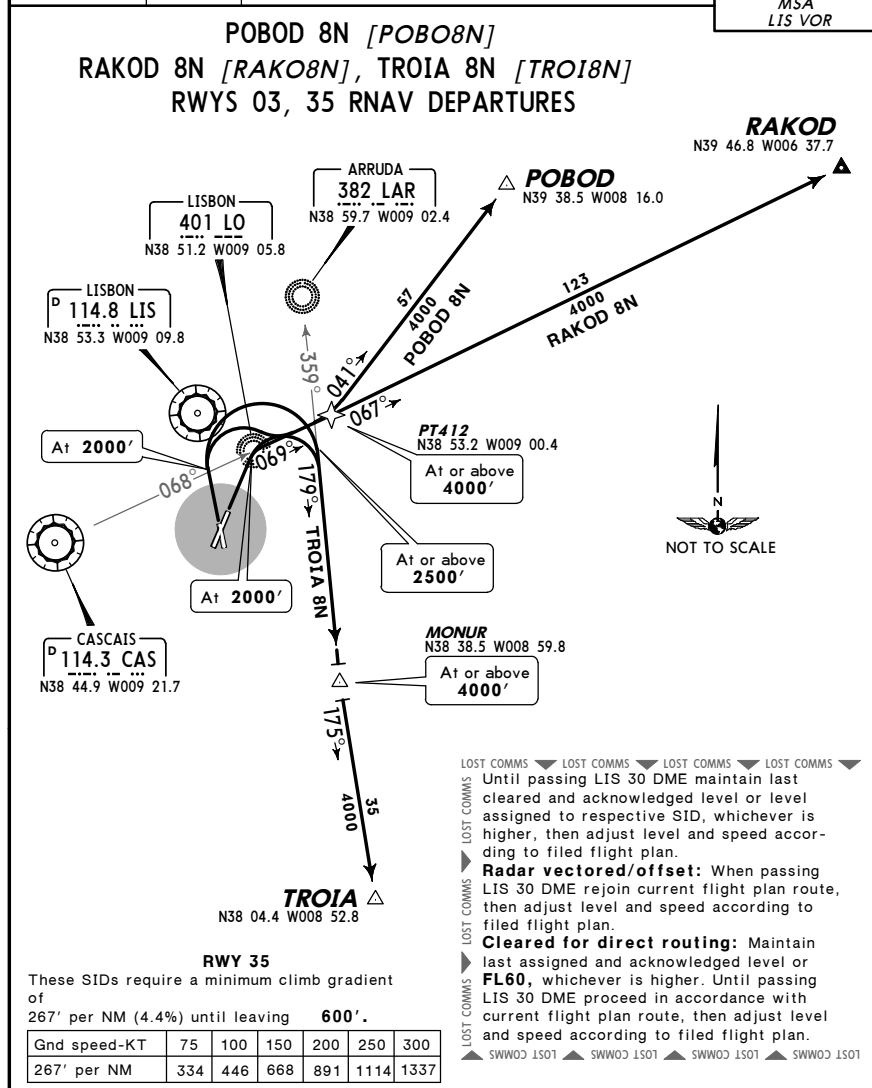 MSA
LIS VOR
POBOD 8N [POBO8N]
RAKOD 8N [RAKO8N], TROIA 8N [TROI8N]
RWYS 03, 35 RNAV DEPARTURES
RAKOD
N39 46.8 W006 37.7
ARRUDA
382 LAR
N38 59.7 W009 02.4
POBOD
N39 38.5 W008 16.0
LISBON
401 LO
N38 51.2 W009 05.8
LISBON
D 114.8 LIS
N38 53.3 W009 09.8
57
4000
POBOD 8N
123
4000
RAKOD 8N
359°
041°
067°
PT412
N38 53.2 W009 00.4
At or above
4000'
At 2000'
069°
068°
179°
TROIA 8N
N
NOT TO SCALE
At or above
2500'
At 2000'
CASCAIS
D 114.3 CAS
N38 44.9 W009 21.7
MONUR
N38 38.5 W008 59.8
At or above
4000'
175°
35
4000
TROIA
N38 04.4 W008 52.8
LOST COMMS LOST COMMS LOST COMMS LOST COMMS
LOST COMMS LOST COMMS LOST COMMS
Until passing LIS 30 DME maintain last
cleared and acknowledged level or level
assigned to respective SID, whichever is
higher, then adjust level and speed accor-
ding to filed flight plan.
Radar vectored/offset: When passing
LIS 30 DME rejoin current flight plan route,
then adjust level and speed according to
filed flight plan.
Cleared for direct routing: Maintain
last assigned and acknowledged level or
FL60, whichever is higher. Until passing
LIS 30 DME proceed in accordance with
current flight plan route, then adjust level
and speed according to filed flight plan.
LOST COMMS LOST COMMS LOST COMMS LOST COMMS
RWY 35
These SIDs require a minimum climb gradient
of
267' per NM (4.4%) until leaving 600'.
Gnd speed-KT 75 100 150 200 250 300
267' per NM 334 446 668 891 1114 1337